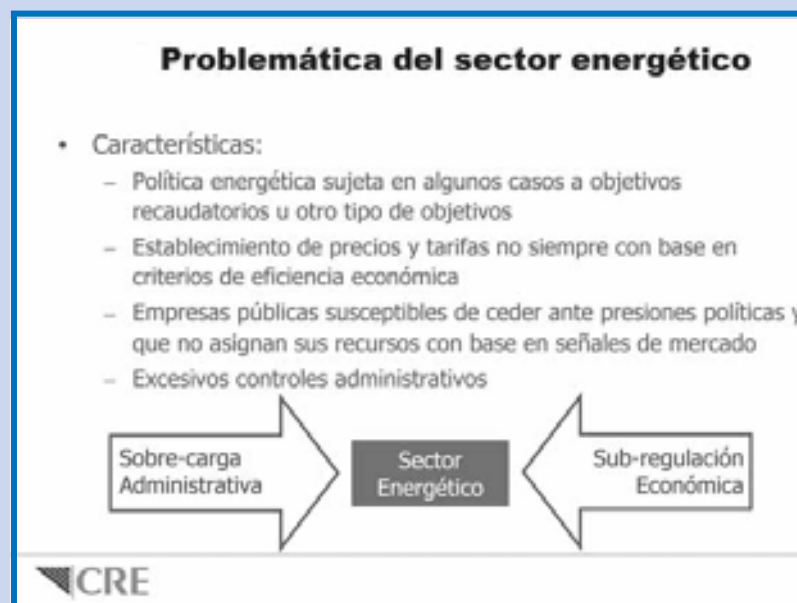 Problemática del sector energético
• Características:
– Política energética sujeta en algunos casos a objetivos
recaudatorios u otro tipo de objetivos
– Establecimiento de precios y tarifas no siempre con base en
criterios de eficiencia económica
– Empresas públicas susceptibles de ceder ante presiones políticas y
que no asignan sus recursos con base en señales de mercado
– Excesivos controles administrativos
Sobre-carga
Administrativa
Sector
Energético
Sub-regulación
Económica
CRE